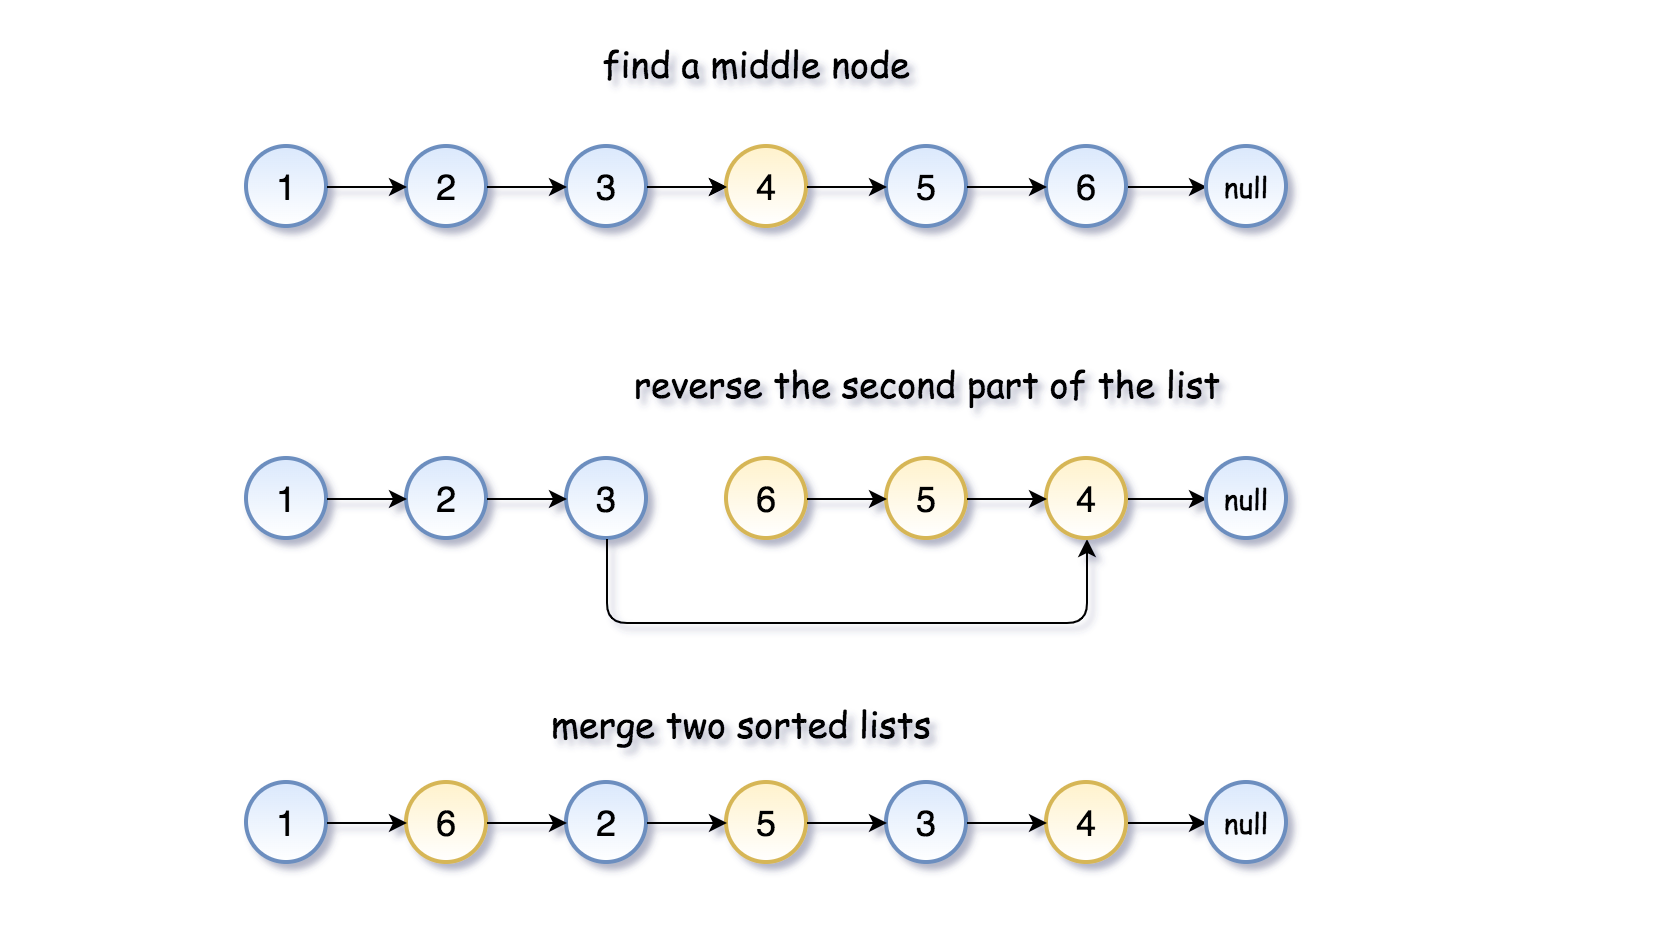 find a middle node
1 2 3 4 5 6 null
reverse the second part of the list
1 2 3 6 5 4 null
merge two sorted lists
1 6 2 5 3 4 null